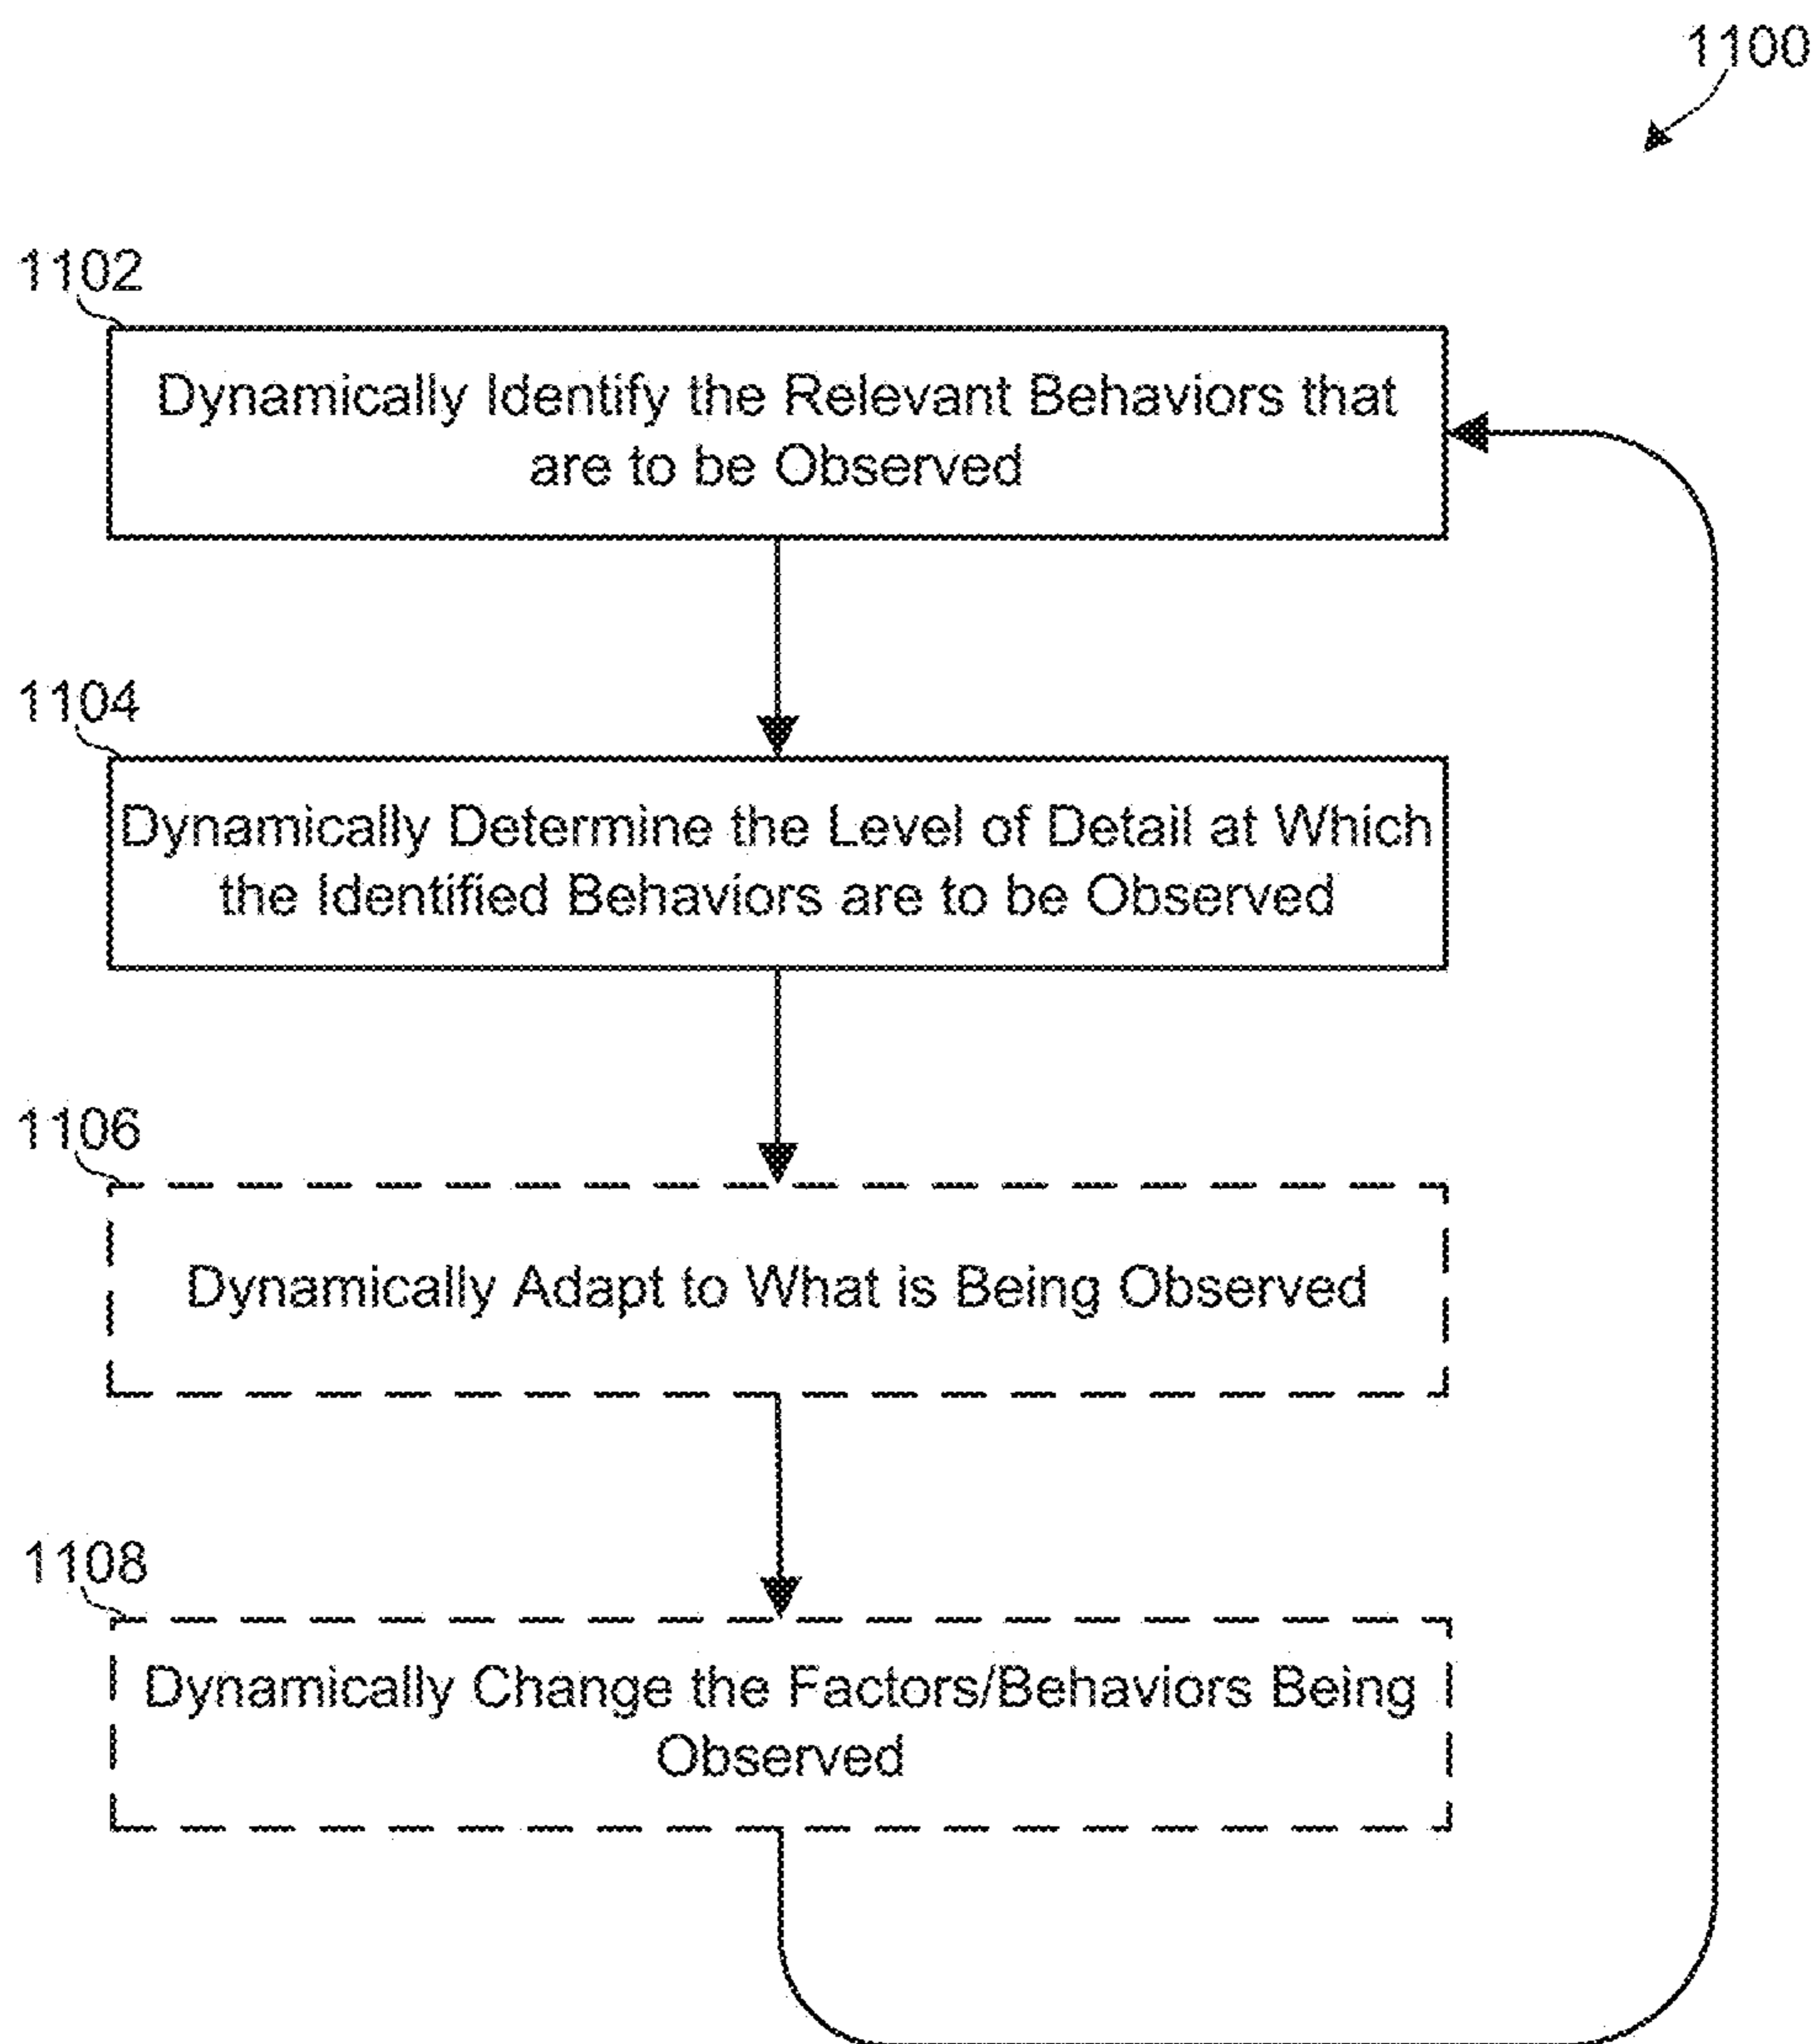 1100
1102
Dynamically Identify the Relevant Behaviors that
are to be Observed
1104
Dynamically Determine the Level of Detail at Which
the Identified Behaviors are to be Observed
1106
Dynamically Adapt to What is Being Observed
1108
Dynamically Change the Factors/Behaviors Being
Observed